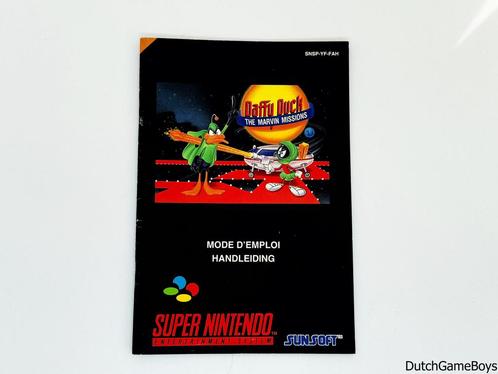 SNSP-YF-FAH
Daffy Duck
THE MARVIN MISSIONS
MODE D'EMPLOI
HANDLEIDING
SUPER NINTENDO
ENTERTAINMENT SYSTEM
SUNSOFT
DutchGameBoys